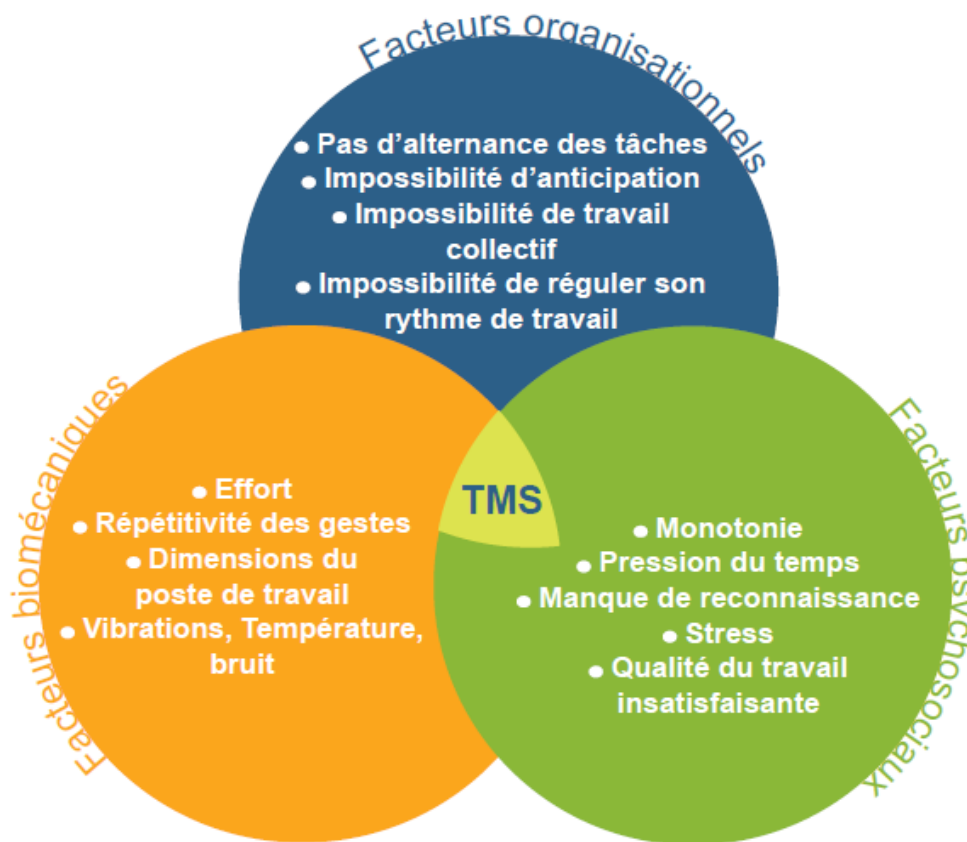 Facteurs organisationnels
• Pas d'alternance des tâches
• Impossibilité d'anticipation
• Impossibilité de travail
collectif
• Impossibilité de réguler son
rythme de travail
Facteurs biomécaniques
• Effort
• Répétitivité des gestes
• Dimensions du
poste de travail
• Vibrations, Température,
bruit
TMS
Facteurs psychosociaux
• Monotonie
• Pression du temps
• Manque de reconnaissance
• Stress
• Qualité du travail
insatisfaisante